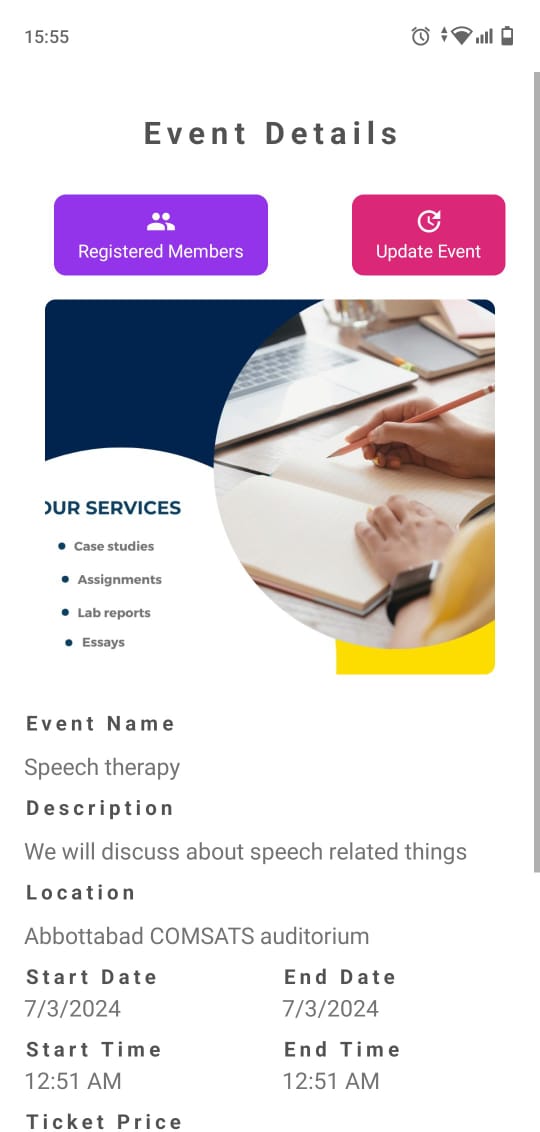 15:55
Event Details
Registered Members
Update Event
OUR SERVICES
Case studies
Assignments
Lab reports
Essays
Event Name
Speech therapy
Description
We will discuss about speech related things
Location
Abbottabad COMSATS auditorium
Start Date End Date
7/3/2024 7/3/2024
Start Time End Time
12:51 AM 12:51 AM
Ticket Price